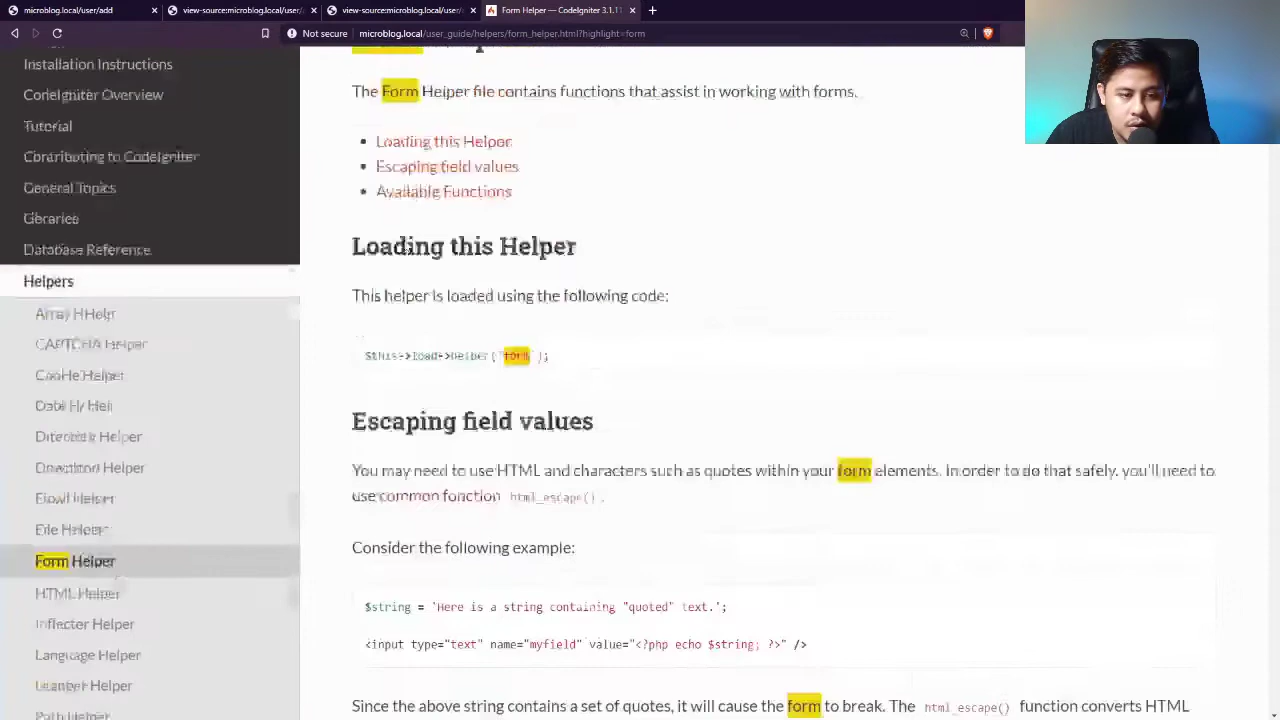 microblog.local/user/add
view-source:microblog.local/user/
view-source:microblog.local/user/
Form Helper — CodeIgniter 3.1.11
Not secure
microblog.local/user_guide/helpers/form_helper.html?highlight=form
Installation Instructions
CodeIgniter Overview
Tutorial
Contributing to CodeIgniter
General Topics
Libraries
Database Reference
Helpers
Array Helper
CAPTCHA Helper
Cookie Helper
Directory Helper
Download Helper
Email Helper
File Helper
Form Helper
HTML Helper
Inflector Helper
Language Helper
Helper
Path Helper
The Form Helper file contains functions that assist in working with forms.
Loading this Helper
Escaping field values
Available Functions
Loading this Helper
This helper is loaded using the following code:
$this->load->helper('form');
Escaping field values
You may need to use HTML and characters such as quotes within your form elements. In order to do that safely, you'll need to
use common function html_escape().
Consider the following example:
$string = 'Here is a string containing "quoted" text.';
<input type="text" name="myfield" value="<?php echo $string; ?>" />
Since the above string contains a set of quotes, it will cause the form to break. The html_escape() function converts HTML